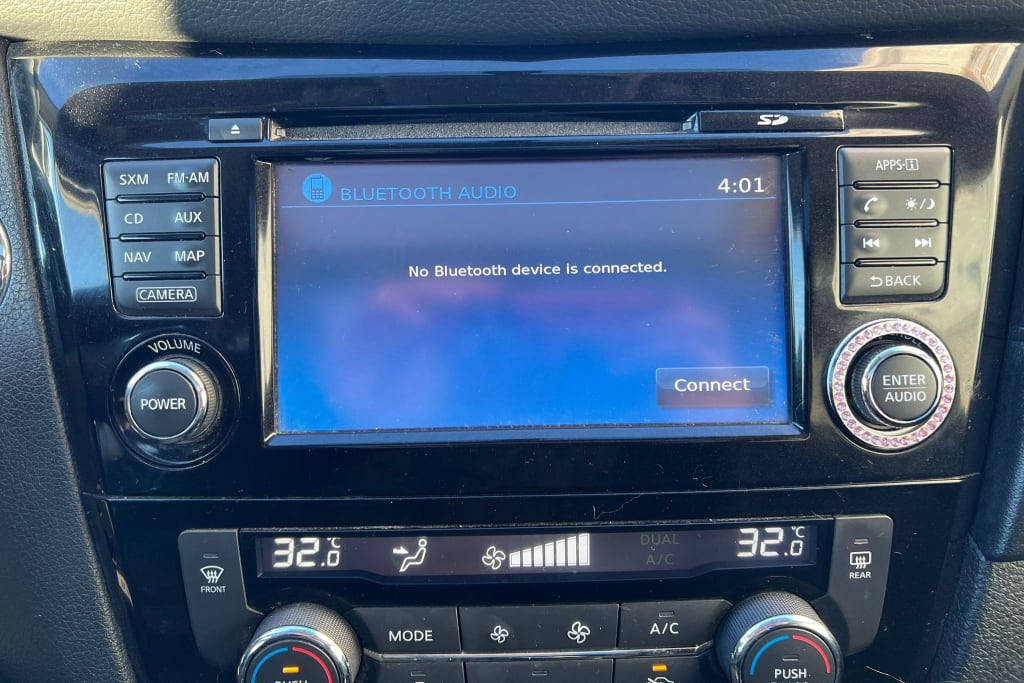 SD
SXM FM·AM
CD AUX
NAV MAP
CAMERA
VOLUME
POWER
BLUETOOTH AUDIO 4:01
No Bluetooth device is connected.
Connect
APPS·i
BACK
ENTER
AUDIO
FRONT
32.0°C
DUAL
A/C
32.0°C
REAR
MODE
A/C
PUSH
PUSH